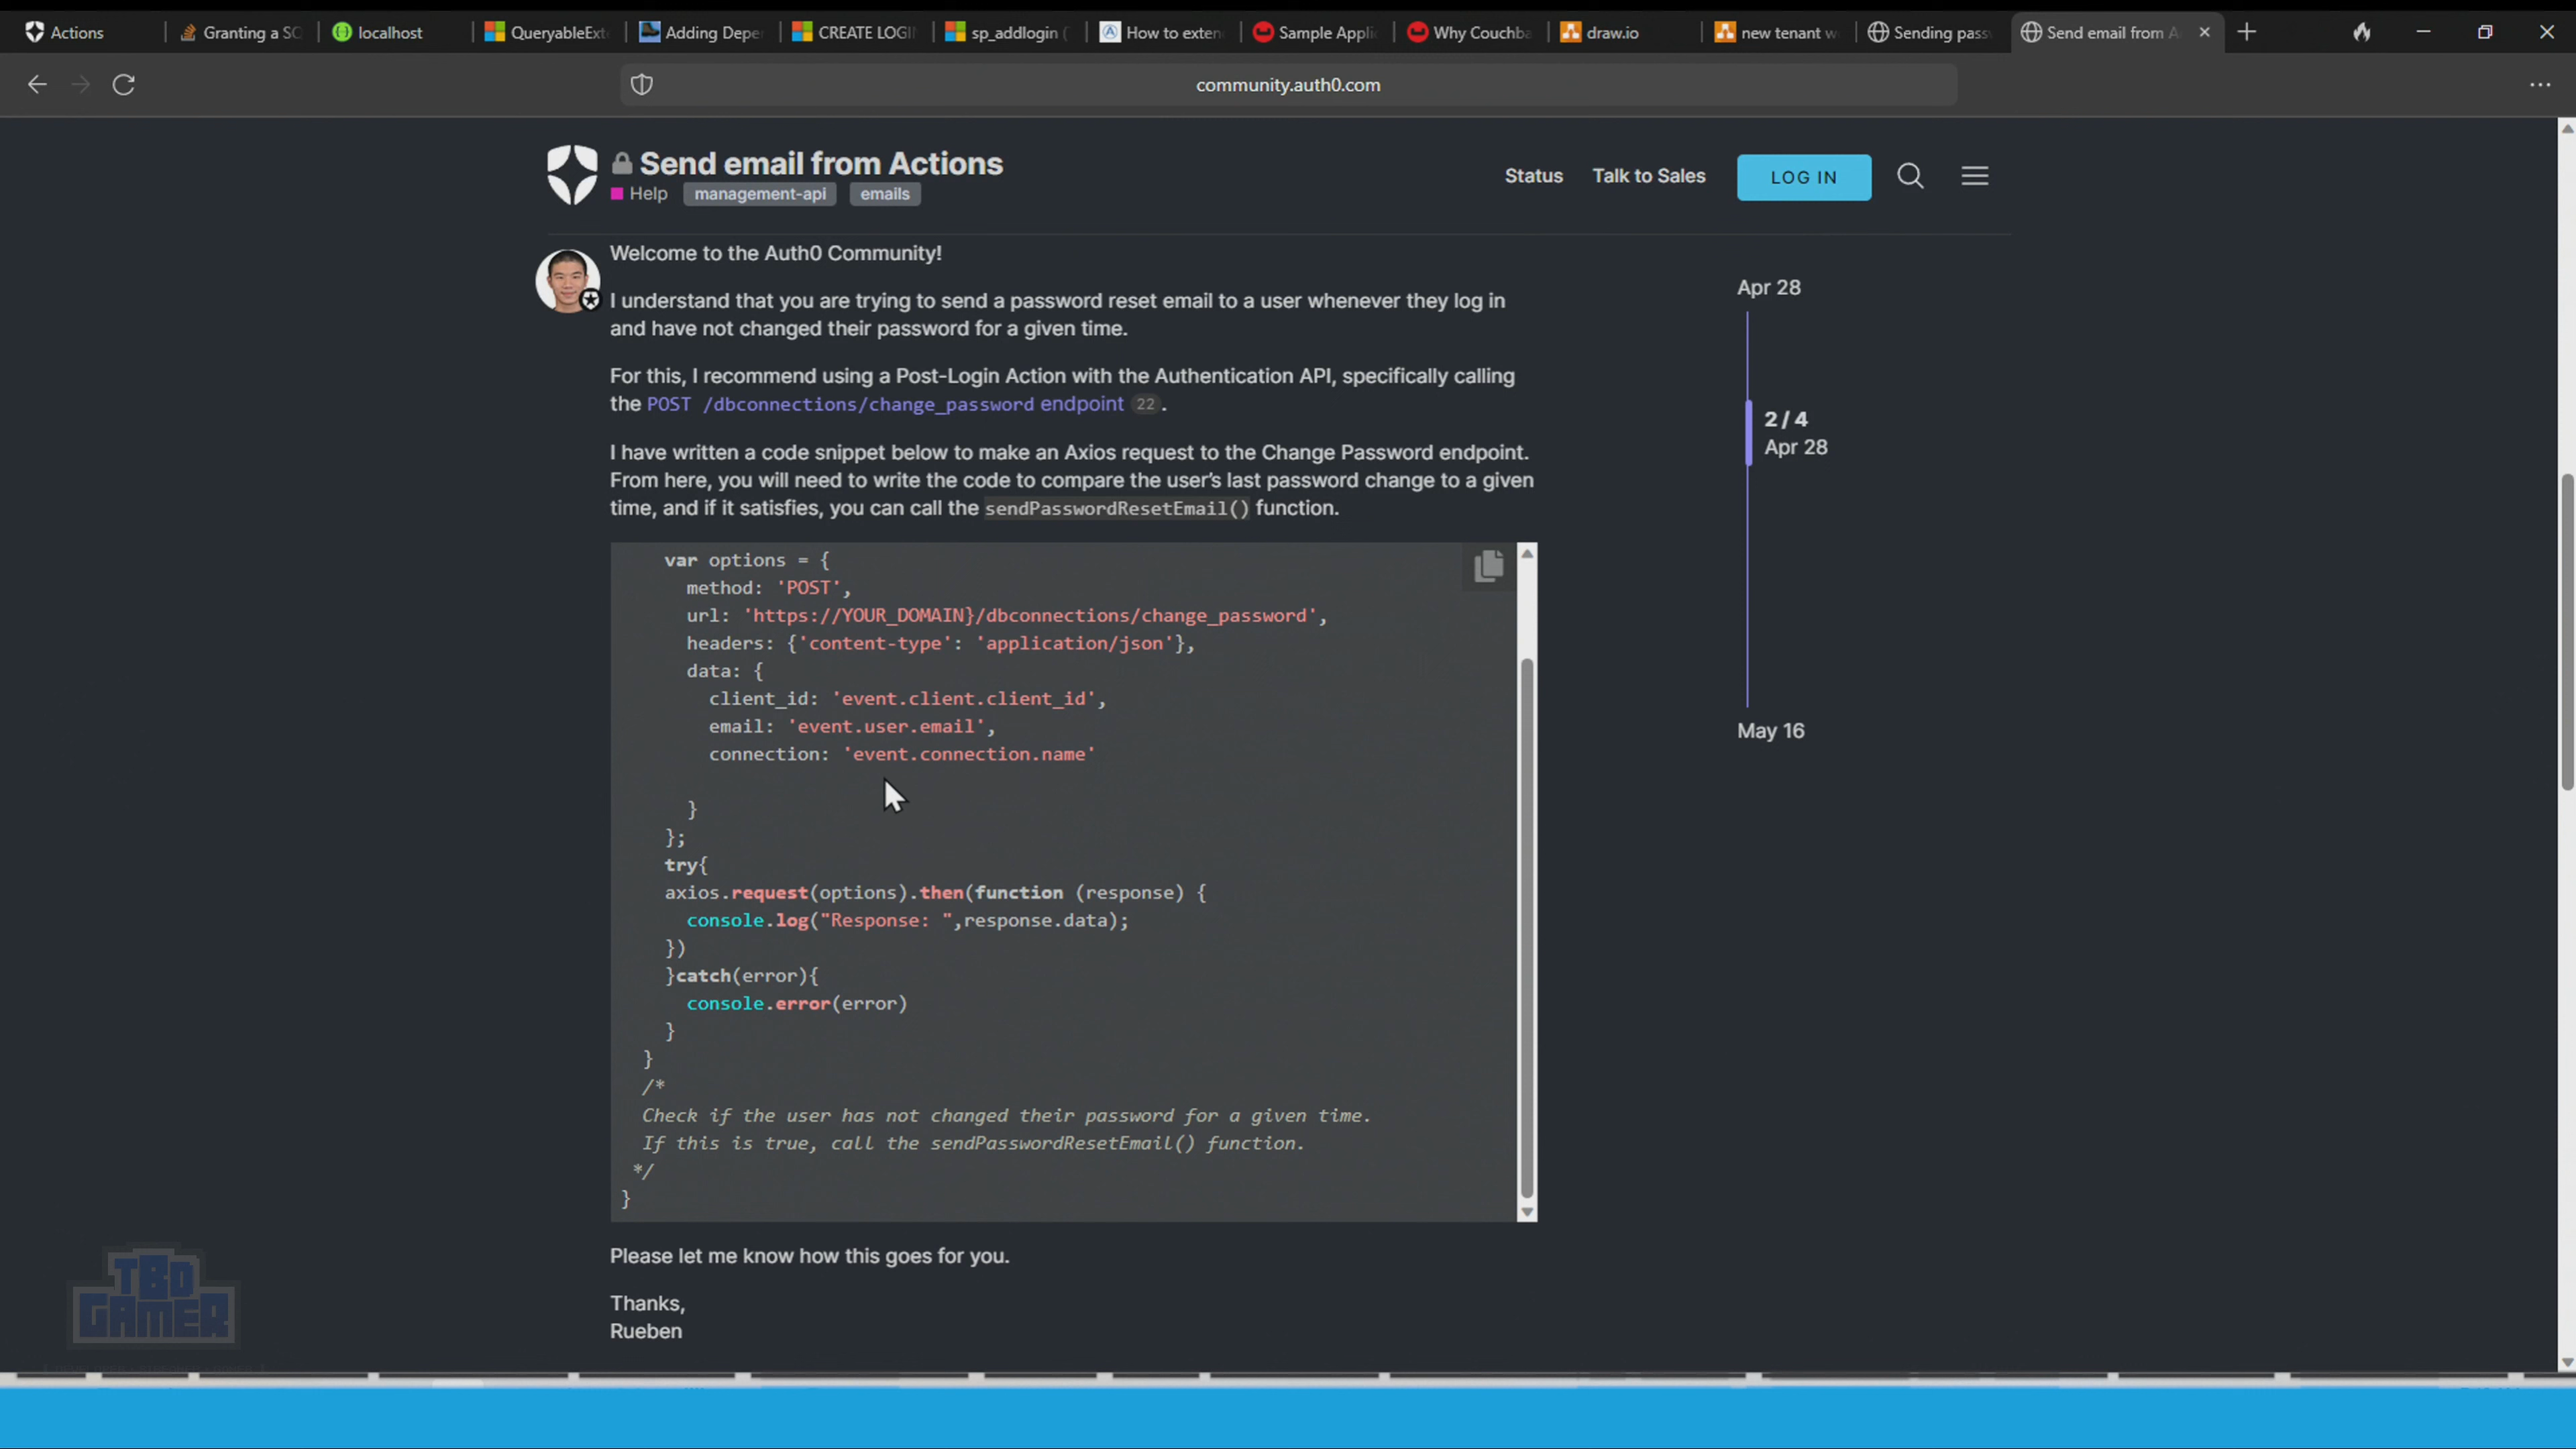 Actions
Granting a SQ
localhost
QueryableExt
Adding Depe
CREATE LOGI
sp_addlogin (
How to exten
Sample Applic
Why Couchba
draw.io
new tenant w
Sending pass
Send email from A
community.auth0.com
Send email from Actions
Help management-api emails
Status Talk to Sales LOG IN
Welcome to the Auth0 Community!
I understand that you are trying to send a password reset email to a user whenever they log in
and have not changed their password for a given time.
For this, I recommend using a Post-Login Action with the Authentication API, specifically calling
the POST /dbconnections/change_password endpoint 22 .
I have written a code snippet below to make an Axios request to the Change Password endpoint.
From here, you will need to write the code to compare the user's last password change to a given
time, and if it satisfies, you can call the sendPasswordResetEmail() function.
var options = {
method: 'POST',
url: 'https://YOUR_DOMAIN}/dbconnections/change_password',
headers: {'content-type': 'application/json'},
data: {
client_id: 'event.client.client_id',
email: 'event.user.email',
connection: 'event.connection.name'
}
};
try{
axios.request(options).then(function (response) {
console.log("Response: ",response.data);
})
}catch(error){
console.error(error)
}
}
/*
Check if the user has not changed their password for a given time.
If this is true, call the sendPasswordResetEmail() function.
*/
}
Please let me know how this goes for you.
Thanks,
Rueben
Apr 28
2 / 4
Apr 28
May 16
TBD
GAMER